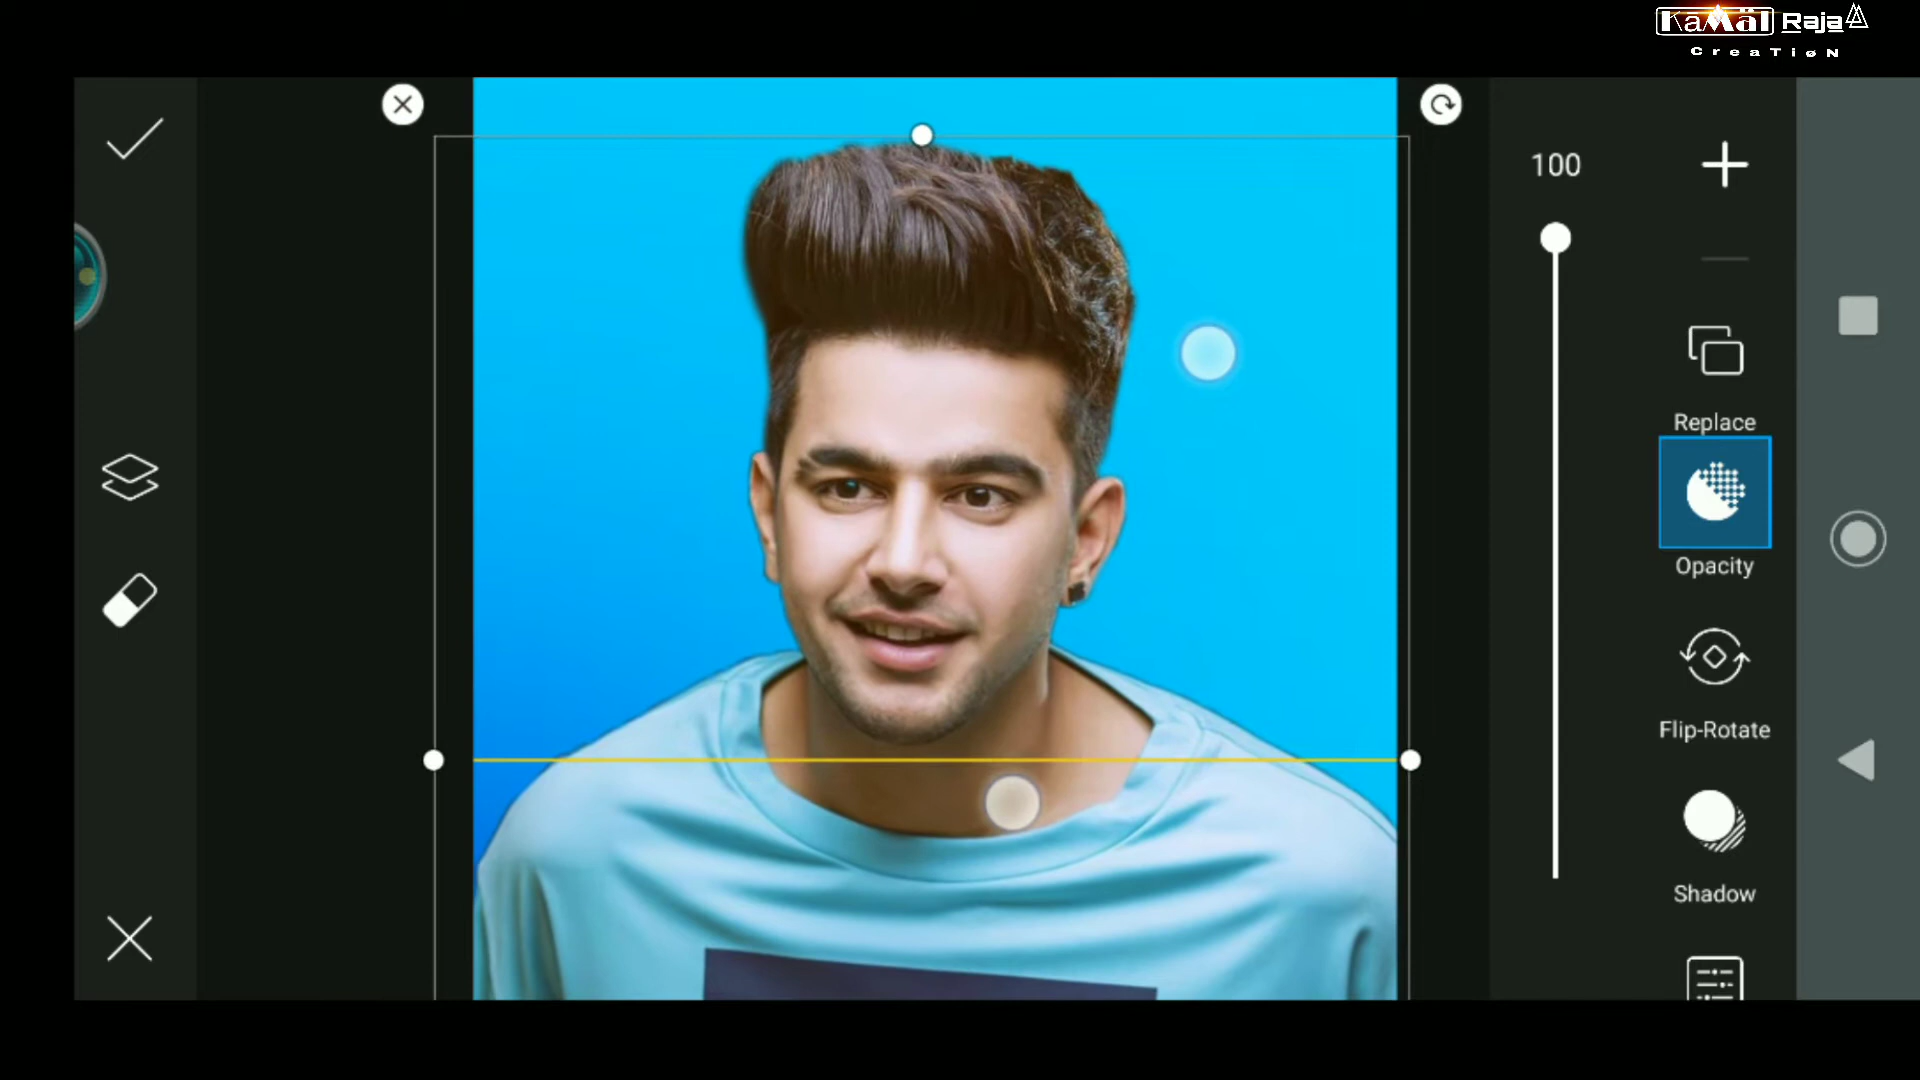 Kamal Raja
CreaTioN
100
Replace
Opacity
Flip-Rotate
Shadow